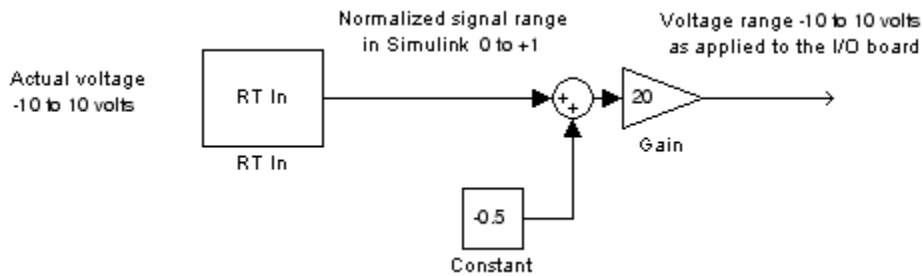 Normalized signal range
in Simulink 0 to +1
Voltage range -10 to 10 volts
as applied to the I/O board
Actual voltage
-10 to 10 volts
RT In
RT In
+
+
20
Gain
-0.5
Constant